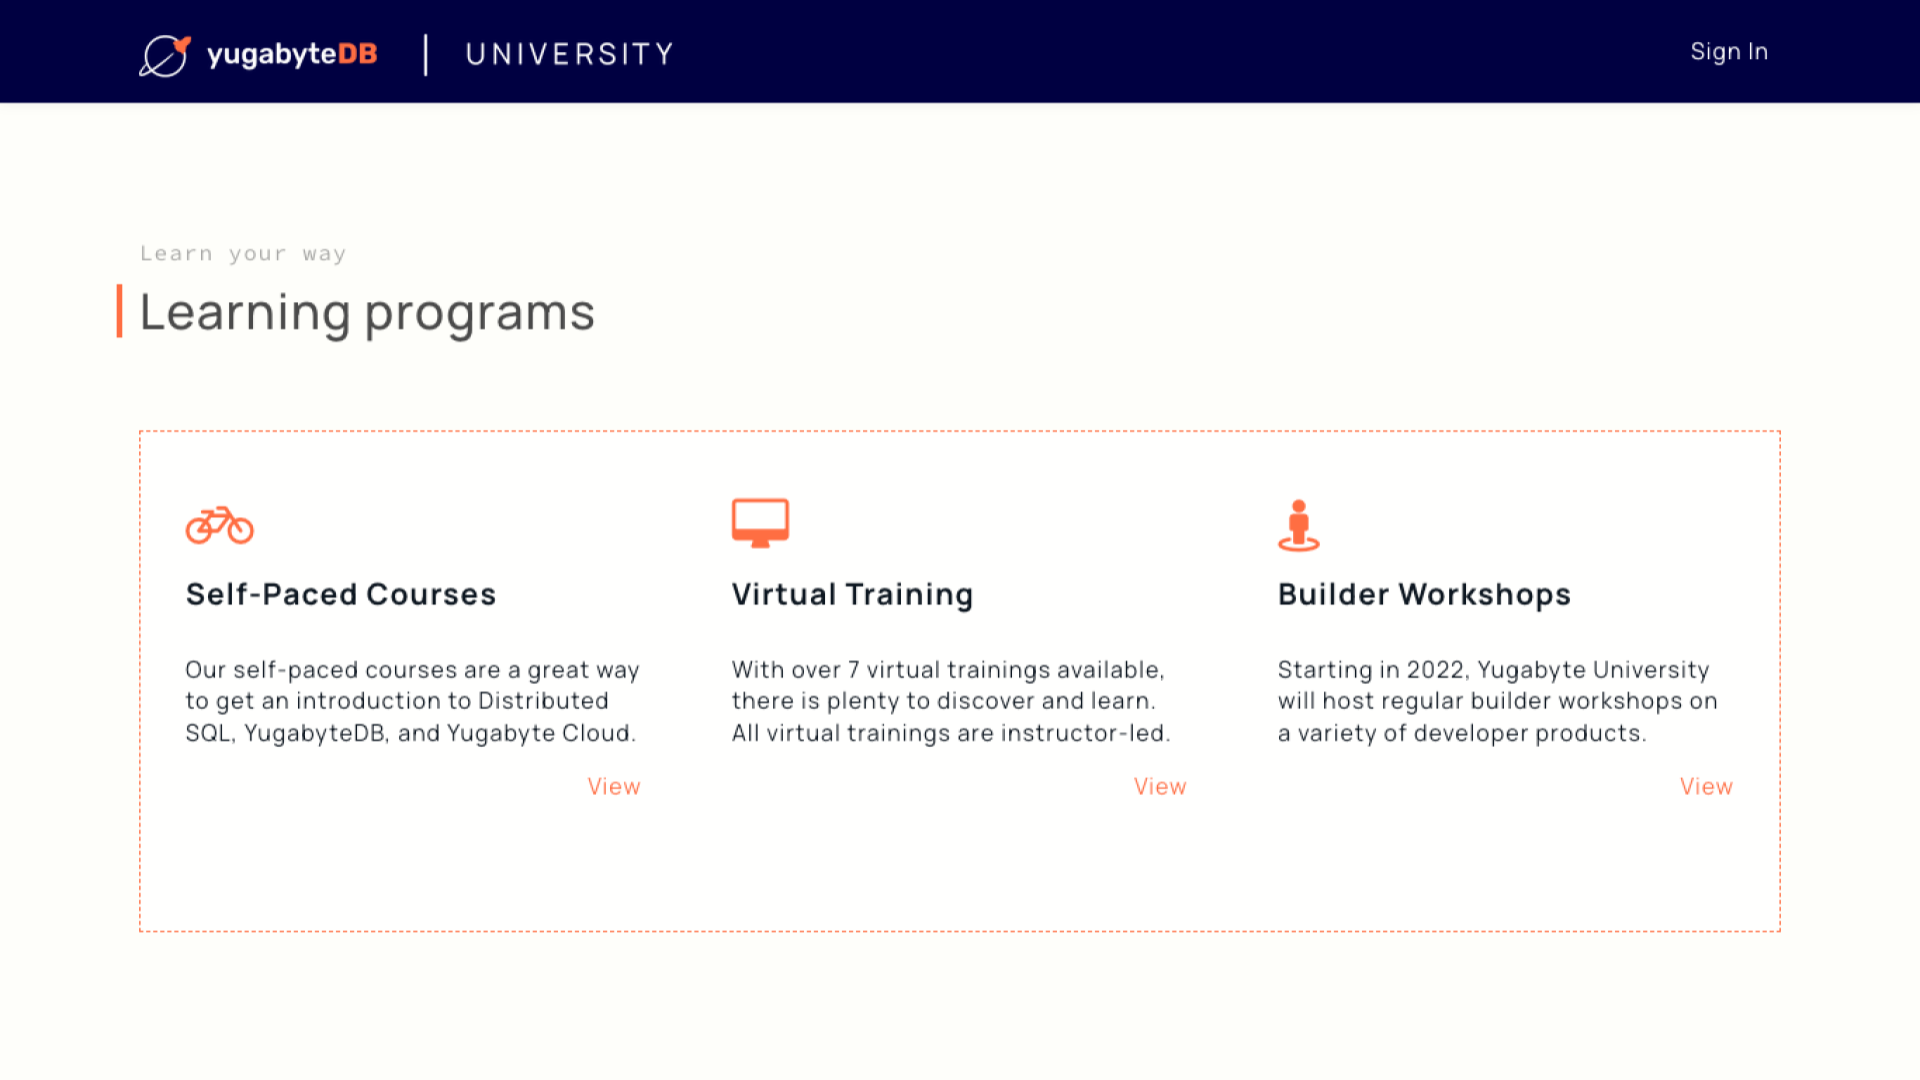 yugabyteDB | UNIVERSITY
Sign In
Learn your way
Learning programs
Self-Paced Courses
Our self-paced courses are a great way
to get an introduction to Distributed
SQL, YugabyteDB, and Yugabyte Cloud.
View
Virtual Training
With over 7 virtual trainings available,
there is plenty to discover and learn.
All virtual trainings are instructor-led.
View
Builder Workshops
Starting in 2022, Yugabyte University
will host regular builder workshops on
a variety of developer products.
View